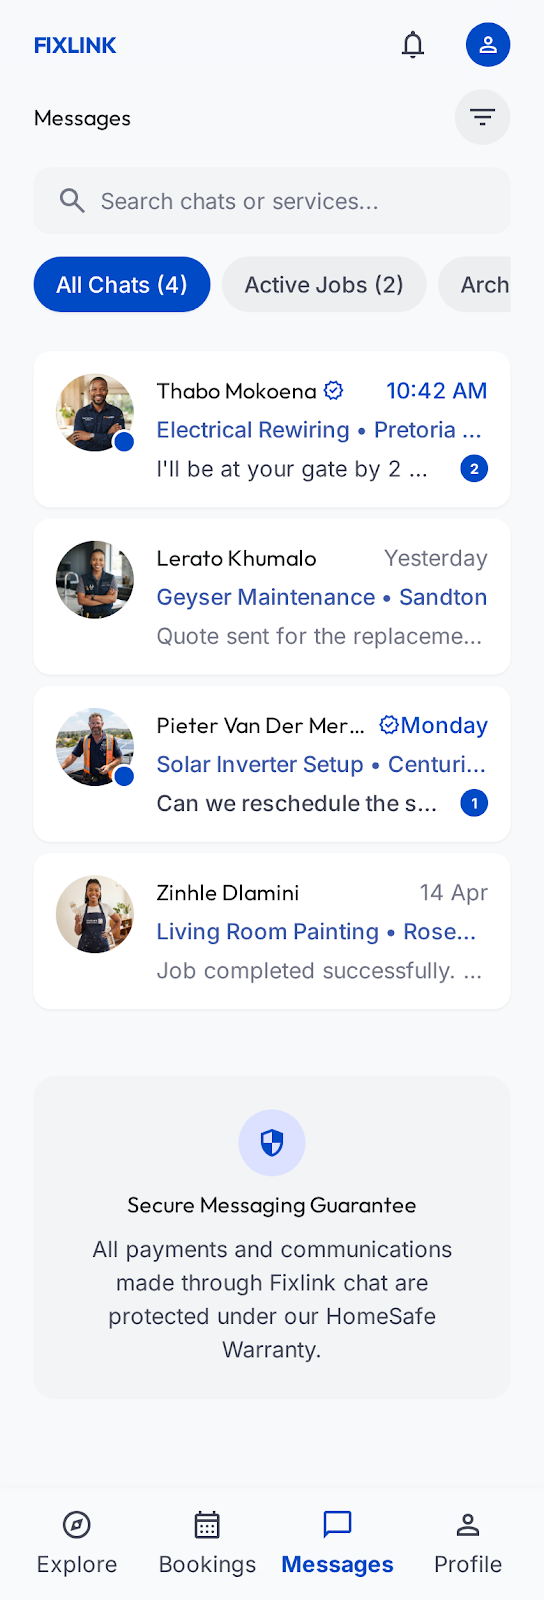 FIXLINK
Messages
Search chats or services...
All Chats (4)
Active Jobs (2)
Arch
Thabo Mokoena
10:42 AM
Electrical Rewiring • Pretoria ...
I'll be at your gate by 2 ...
2
Lerato Khumalo
Yesterday
Geyser Maintenance • Sandton
Quote sent for the replaceme...
Pieter Van Der Mer...
Monday
Solar Inverter Setup • Centuri...
Can we reschedule the s...
1
Zinhle Dlamini
14 Apr
Living Room Painting • Rose...
Job completed successfully. ...
Secure Messaging Guarantee
All payments and communications
made through Fixlink chat are
protected under our HomeSafe
Warranty.
Explore
Bookings
Messages
Profile